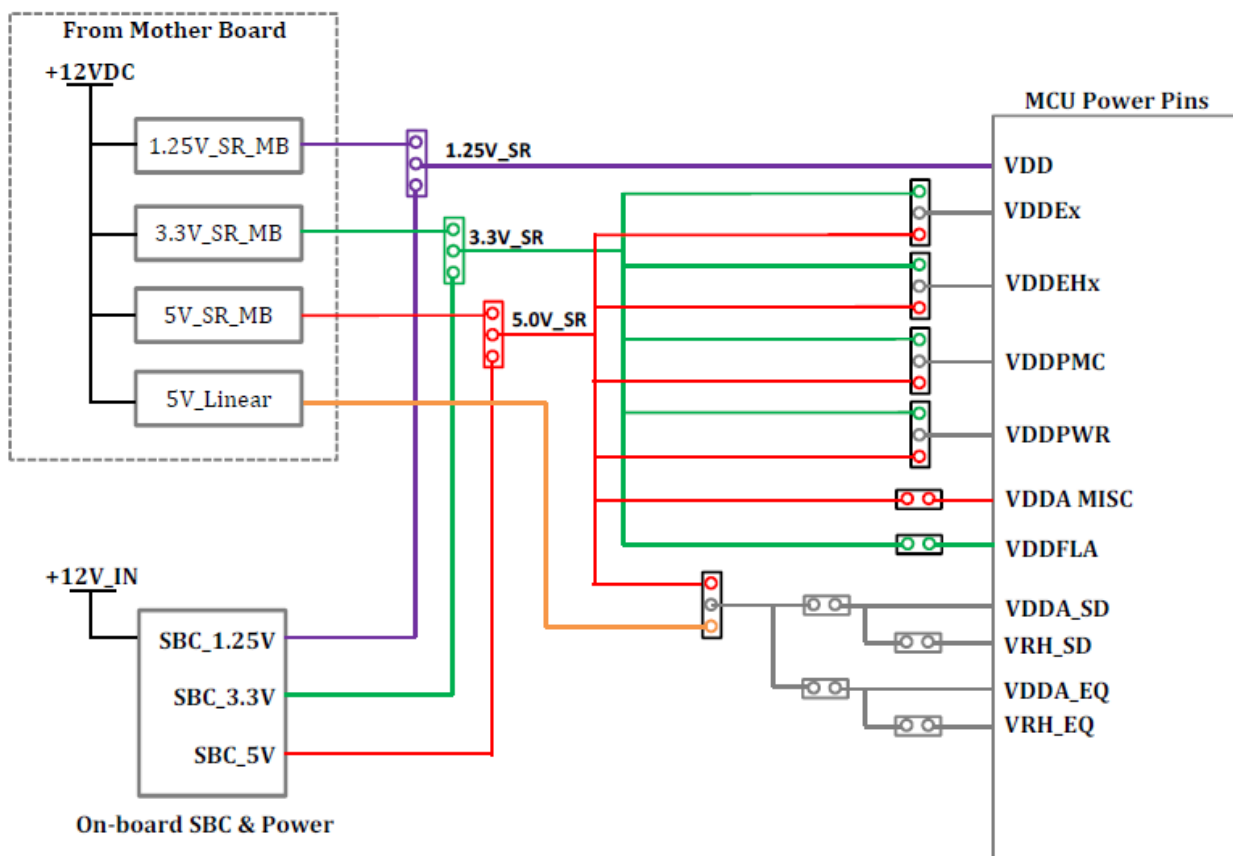 From Mother Board
+12VDC
MCU Power Pins
1.25V_SR_MB
1.25V_SR
VDD
VDDEx
3.3V_SR_MB
3.3V_SR
VDDEHx
5V_SR_MB
5.0V_SR
VDDPMC
5V_Linear
VDDPWR
VDDA MISC
VDDFLA
+12V_IN
VDDA_SD
SBC_1.25V
VRH_SD
SBC_3.3V
VDDA_EQ
VRH_EQ
SBC_5V
On-board SBC & Power